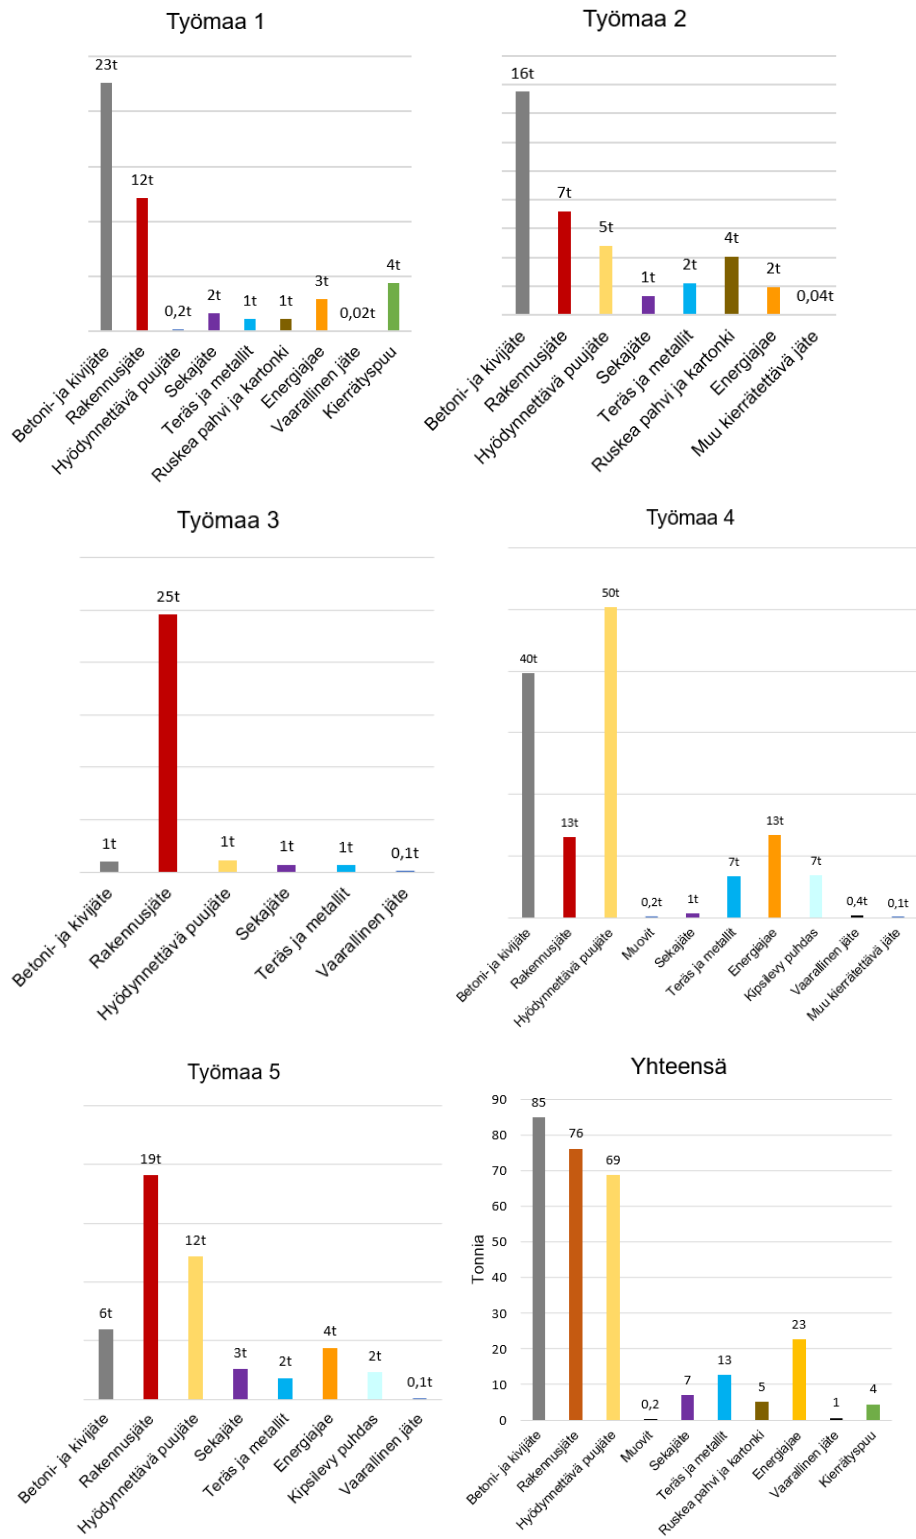 Työmaa 1
23t
12t
0,2t
2t
1t
1t
3t
0,02t
4t
Betoni- ja kivijäte
Rakennusjäte
Hyödynnettävä puujäte
Sekajäte
Teräs ja metallit
Ruskea pahvi ja kartonki
Energiajae
Vaarallinen jäte
Kierrätyspuu
Työmaa 2
16t
7t
5t
1t
2t
4t
2t
0,04t
Betoni- ja kivijäte
Rakennusjäte
Hyödynnettävä puujäte
Sekajäte
Teräs ja metallit
Ruskea pahvi ja kartonki
Energiajae
Muu kierrätettävä jäte
Työmaa 3
1t
25t
1t
1t
1t
0,1t
Betoni- ja kivijäte
Rakennusjäte
Hyödynnettävä puujäte
Sekajäte
Teräs ja metallit
Vaarallinen jäte
Työmaa 4
40t
13t
50t
0,2t
1t
7t
13t
7t
0,4t
0,1t
Betoni- ja kivijäte
Rakennusjäte
Hyödynnettävä puujäte
Muovit
Sekajäte
Teräs ja metallit
Energiajae
Kipsilevy puhdas
Vaarallinen jäte
Muu kierrätettävä jäte
Työmaa 5
6t
19t
12t
3t
2t
4t
2t
0,1t
Betoni- ja kivijäte
Rakennusjäte
Hyödynnettävä puujäte
Sekajäte
Teräs ja metallit
Energiajae
Kipsilevy puhdas
Vaarallinen jäte
Yhteensä
Tonnia
90
80
70
60
50
40
30
20
10
0
85
76
69
0,2
7
13
5
23
1
4
Betoni- ja kivijäte
Rakennusjäte
Hyödynnettävä puujäte
Muovit
Sekajäte
Teräs ja metallit
Ruskea pahvi ja kartonki
Energiajae
Vaarallinen jäte
Kierrätyspuu